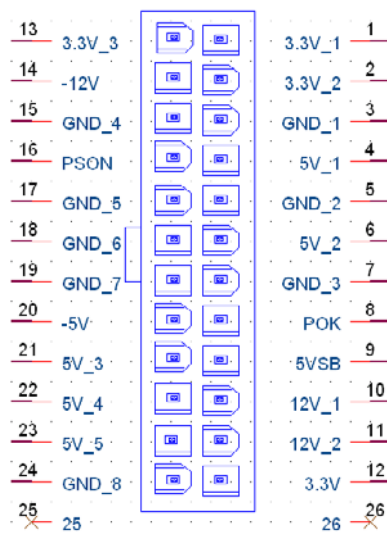 13 3.3V_3 3.3V_1 1
14 -12V 3.3V_2 2
15 GND_4 GND_1 3
16 PSON 5V_1 4
17 GND_5 GND_2 5
18 GND_6 5V_2 6
19 GND_7 GND_3 7
20 -5V POK 8
21 5V_3 5VSB 9
22 5V_4 12V_1 10
23 5V_5 12V_2 11
24 GND_8 3.3V 12
25 25 26 26